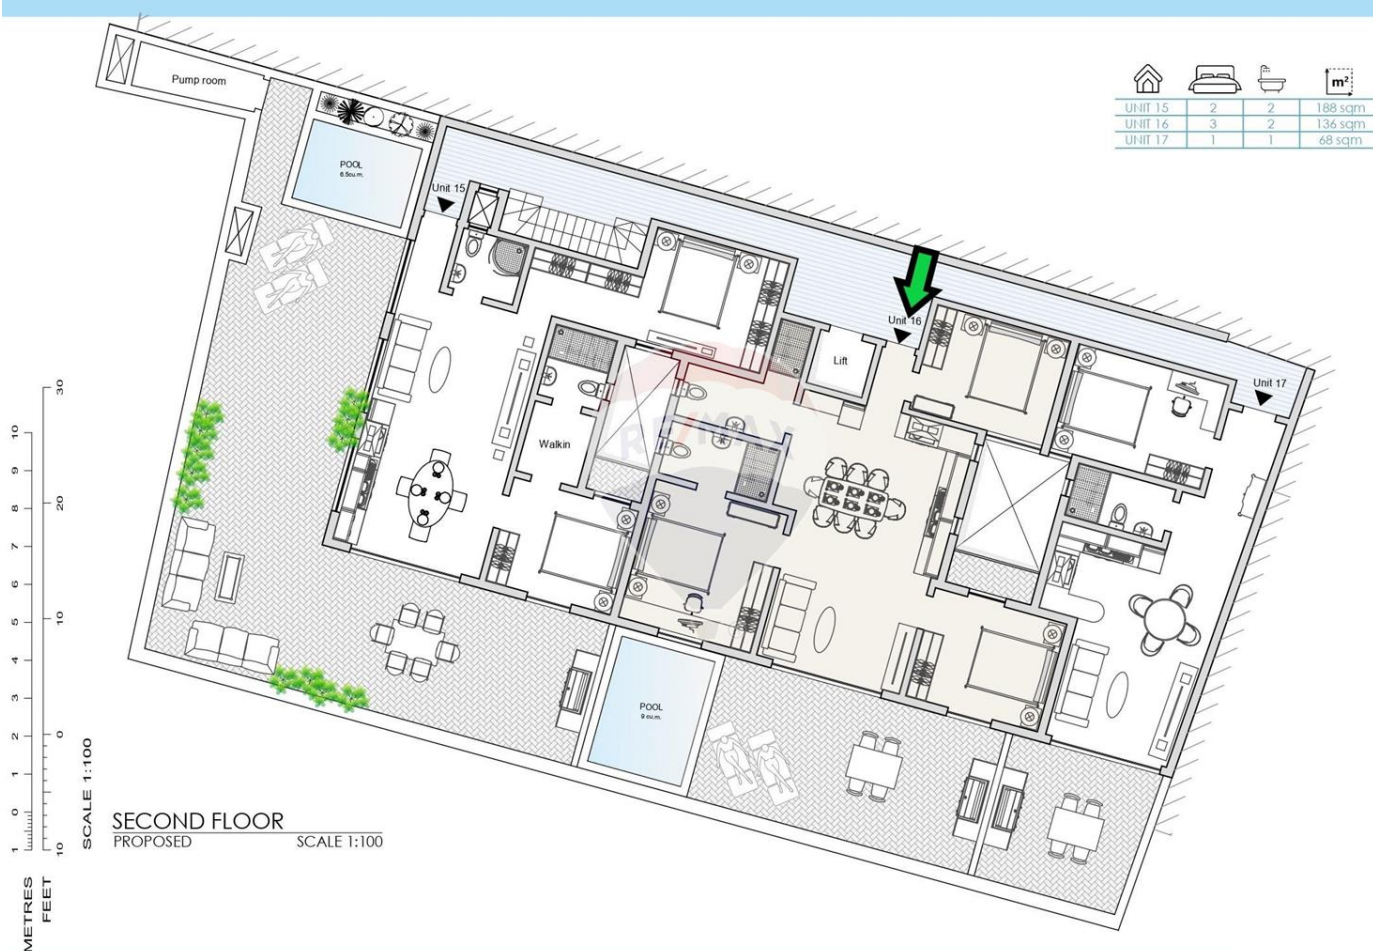 Pump room
m²
UNIT 15 2 2 188 sqm
UNIT 16 3 2 136 sqm
UNIT 17 1 1 68 sqm
POOL
6.5cu.m.
Unit 15
Unit 16
Lift
Unit 17
RE/MAX
Walkin
POOL
9 cu.m.
SECOND FLOOR
PROPOSED SCALE 1:100
SCALE 1:100
10 9 8 7 6 5 4 3 2 1 0 1
METRES
30 20 10 0 10
FEET